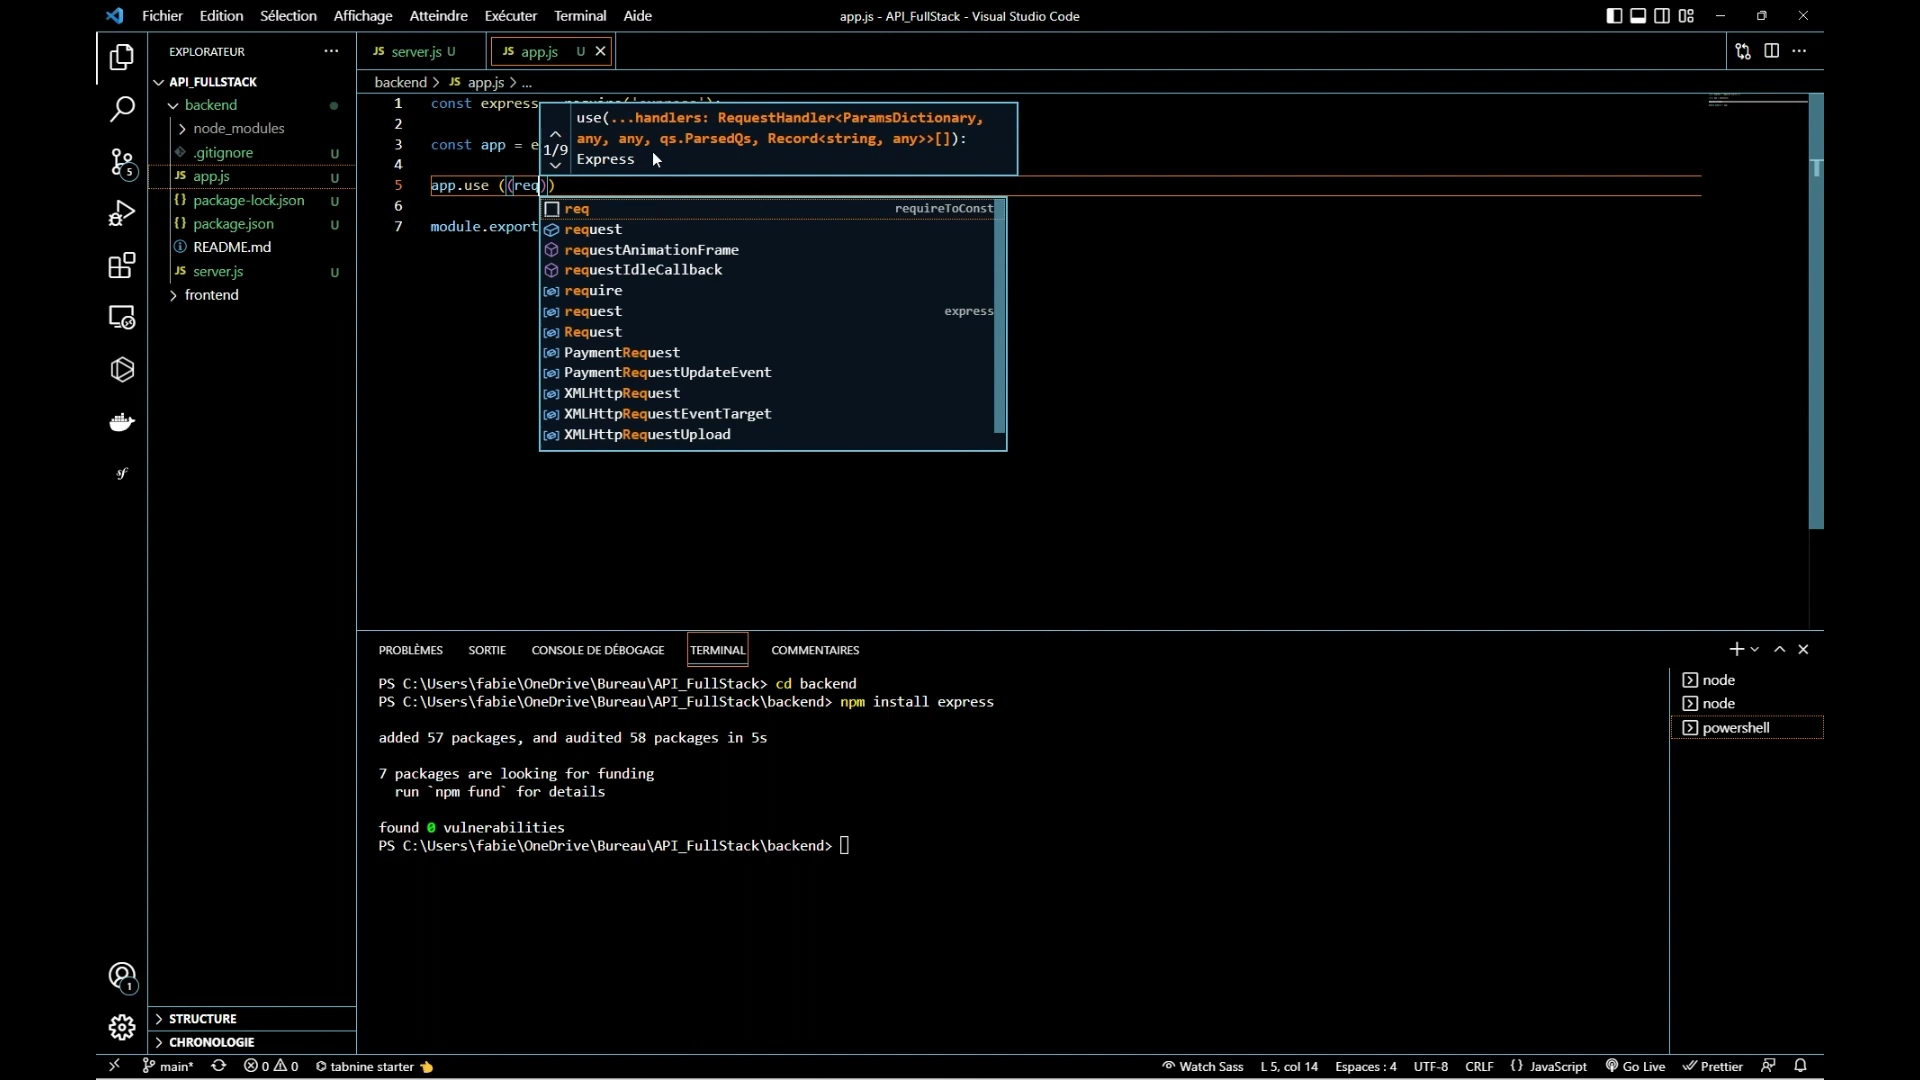 Fichier Edition Sélection Affichage Atteindre Exécuter Terminal Aide
app.js - API_FullStack - Visual Studio Code
EXPLORATEUR
API_FULLSTACK
backend
node_modules
.gitignore U
JS app.js U
{} package-lock.json U
{} package.json U
README.md
JS server.js U
frontend
5
sf
1
STRUCTURE
CHRONOLOGIE
JS server.js U
JS app.js U
backend > JS app.js > ...
1 const express
2
3 const app = e
4
5 app.use ((req))
6
7 module.export
1/9
use(...handlers: RequestHandler<ParamsDictionary,
any, any, qs.ParsedQs, Record<string, any>>[]):
Express
req requireToConst
request
requestAnimationFrame
requestIdleCallback
require
request express
Request
PaymentRequest
PaymentRequestUpdateEvent
XMLHttpRequest
XMLHttpRequestEventTarget
XMLHttpRequestUpload
PROBLÈMES SORTIE CONSOLE DE DÉBOGAGE TERMINAL COMMENTAIRES
PS C:\Users\fabie\OneDrive\Bureau\API_FullStack> cd backend
PS C:\Users\fabie\OneDrive\Bureau\API_FullStack\backend> npm install express
added 57 packages, and audited 58 packages in 5s
7 packages are looking for funding
run `npm fund` for details
found 0 vulnerabilities
PS C:\Users\fabie\OneDrive\Bureau\API_FullStack\backend>
node
node
powershell
main* 0 0 tabnine starter
Watch Sass L 5, col 14 Espaces : 4 UTF-8 CRLF {} JavaScript Go Live Prettier